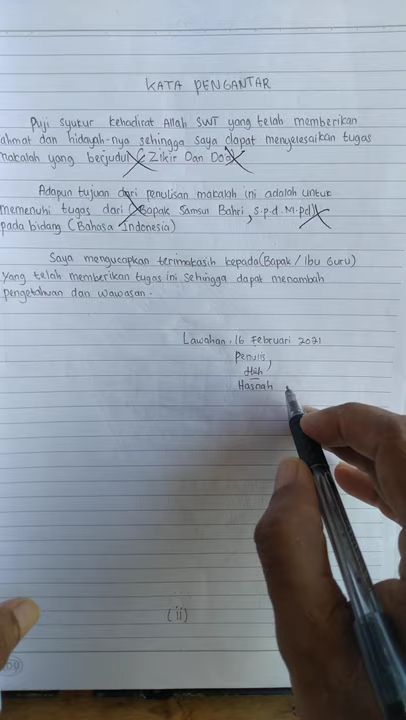 KATA PENGANTAR
Puji syukur kehadirat Allah SWT yang telah memberikan
ahmat dan hidayah-nya sehingga saya dapat menyelesaikan tugas
makalah yang berjudul Zikir Dan Doa
Adapun tujuan dari penulisan makalah ini adalah untuk
memenuhi tugas dari Bapak Samsul Bahri, S.p.d. M.pd
pada bidang (Bahasa Indonesia)
Saya mengucapkan terimakasih kepada (Bapak / Ibu Guru)
yang telah memberikan tugas ini sehingga dapat menambah
pengetahuan dan wawasan.
Lawahan, 16 Februari 2021
Penulis,
Hasnah
(ii)